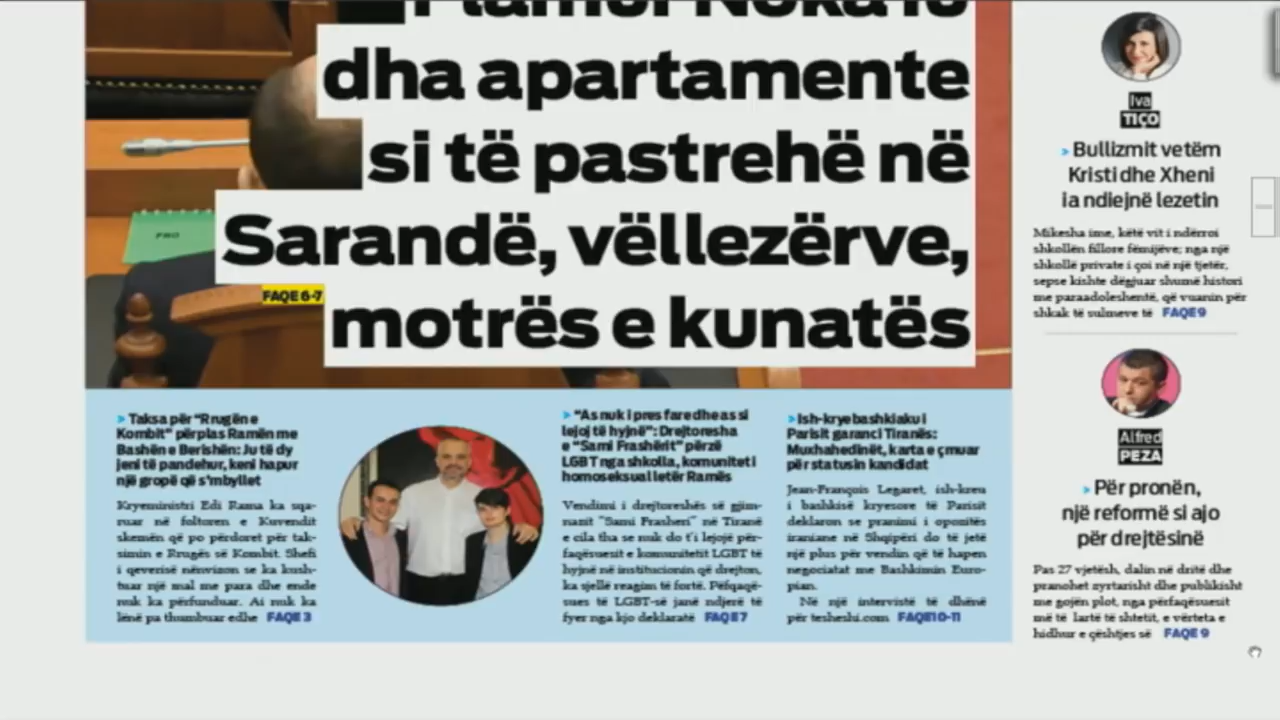 dha apartamente
si të pastrehë në
Sarandë, vëllezërve,
motrës e kunatës
FAQE 6-7
PRO
> Taksa për “Rrugën e
Kombit” përplas Ramën me
Bashën e Berishën: Ju të dy
jeni të pandehur, keni hapur
një gropë që s’mbyllet
Kryeministri Edi Rama ka sqa-
ruar në foltoren e Kuvendit
skemën që po përdoret për tak-
simin e Rrugës së Kombit. Shefi
i qeverisë nënvizon se ka kush-
tuar një mal me para dhe ende
nuk ka përfunduar. Ai nuk ka
lënë pa thumbuar edhe FAQE 3
> “As nuk i pres fare dhe as si
lejoj të hyjnë”: Drejtoresha
e “Sami Frashërit” përzë
LGBT nga shkolla, komuniteti
homoseksual letër Ramës
Vendimi i drejtoreshës së gjim-
nazit “Sami Frasheri” në Tiranë
e cila tha se nuk do t’i lejojë për-
faqësuesit e komunitetit LGBT të
hyjnë në institucionin që drejton,
ka sjellë reagim të fortë. Pëfqaqë-
sues të LGBT-së janë ndjerë të
fyer nga kjo deklaratë FAQE 7
> Ish-kryebashkiaku i
Parisit garanci Tiranës:
Muxhahedinët, karta e çmuar
për statusin kandidat
Jean-François Legaret, ish-kreu
i bashkisë kryesore të Parisit
deklaron se pranimi i opozitës
iraniane në Shqipëri do të jetë
një plus për vendin që të hapen
negociatat me Bashkimin Euro-
pian.
Në një intervistë të dhënë
për tesheshi.com FAQE 10-11
Iva
TIÇO
> Bullizmit vetëm
Kristi dhe Xheni
ia ndiejnë lezetin
Mikesha ime, këtë vit i ndërroi
shkollën fillore fëmijëve; nga një
shkollë private i çoi në një tjetër,
sepse kishte dëgjuar shumë histori
me paraadoleshentë, që vuanin për
shkak të sulmeve të FAQE 9
Alfred
PEZA
> Për pronën,
një reformë si ajo
për drejtësinë
Pas 27 vjetësh, dalin në dritë dhe
pranohet zyrtarisht dhe publikisht
me gojën plot, nga përfaqësuesit
më të lartë të shtetit, e vërteta e
hidhur e çështjes së FAQE 9